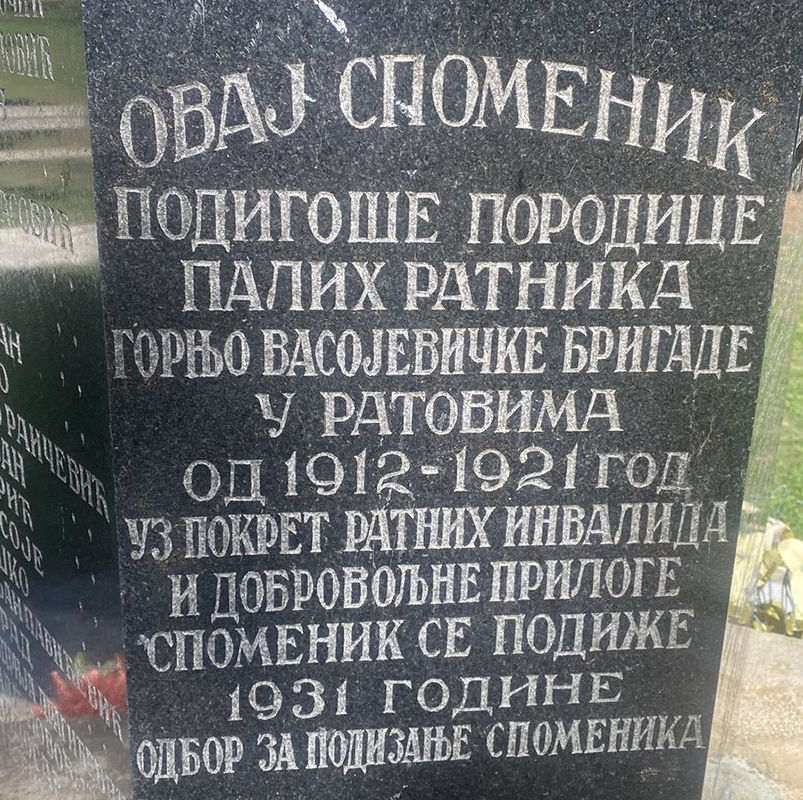 ОВАЈ СПОМЕНИК
ПОДИГОШЕ ПОРОДИЦЕ
ПАЛИХ РАТНИКА
ГОРЊО ВАСОЈЕВИЧКЕ БРИГАДЕ
У РАТОВИМА
ОД 1912-1921 ГОД
УЗ ПОКРЕТ РАТНИХ ИНВАЛИДА
И ДОБРОВОЉНЕ ПРИЛОГЕ
СПОМЕНИК СЕ ПОДИЖЕ
1931 ГОДИНЕ
ОДБОР ЗА ПОДИЗАЊЕ СПОМЕНИКА
РАИЧЕВИЋ